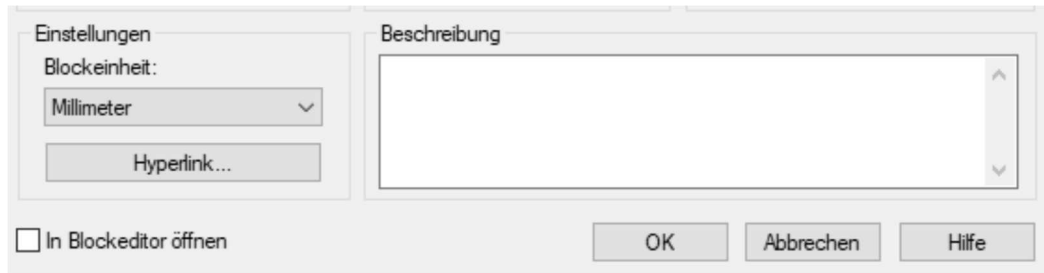 Einstellungen
Blockeinheit:
Millimeter
Hyperlink...
Beschreibung
In Blockeditor öffnen
OK
Abbrechen
Hilfe